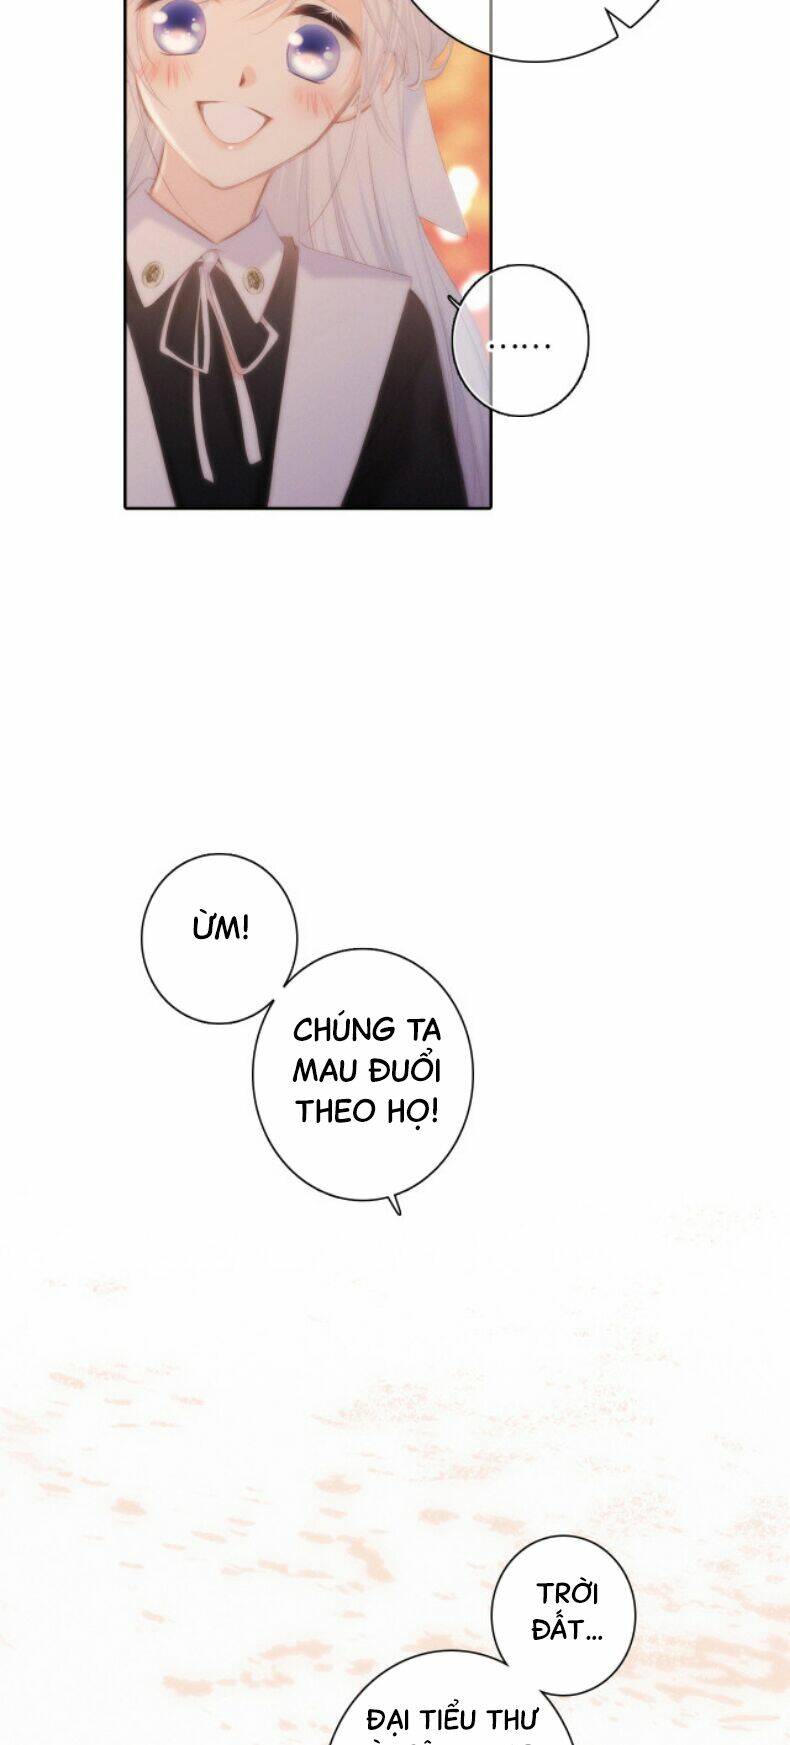 ......
ỪM!
CHÚNG TA
MAU ĐUỔI
THEO HỌ!
TRỜI
ĐẤT...
ĐẠI TIỂU THƯ